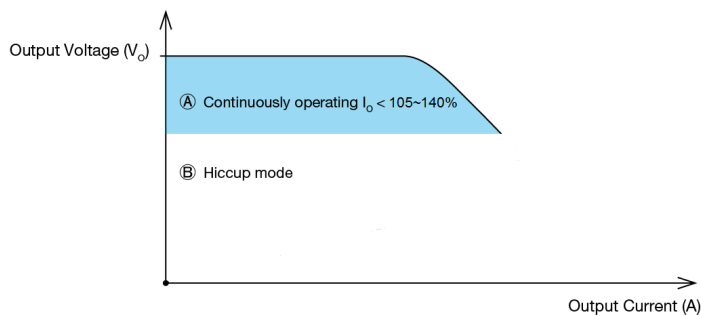 Output Voltage (Vo)
Ⓐ Continuously operating Io < 105~140%
Ⓑ Hiccup mode
Output Current (A)